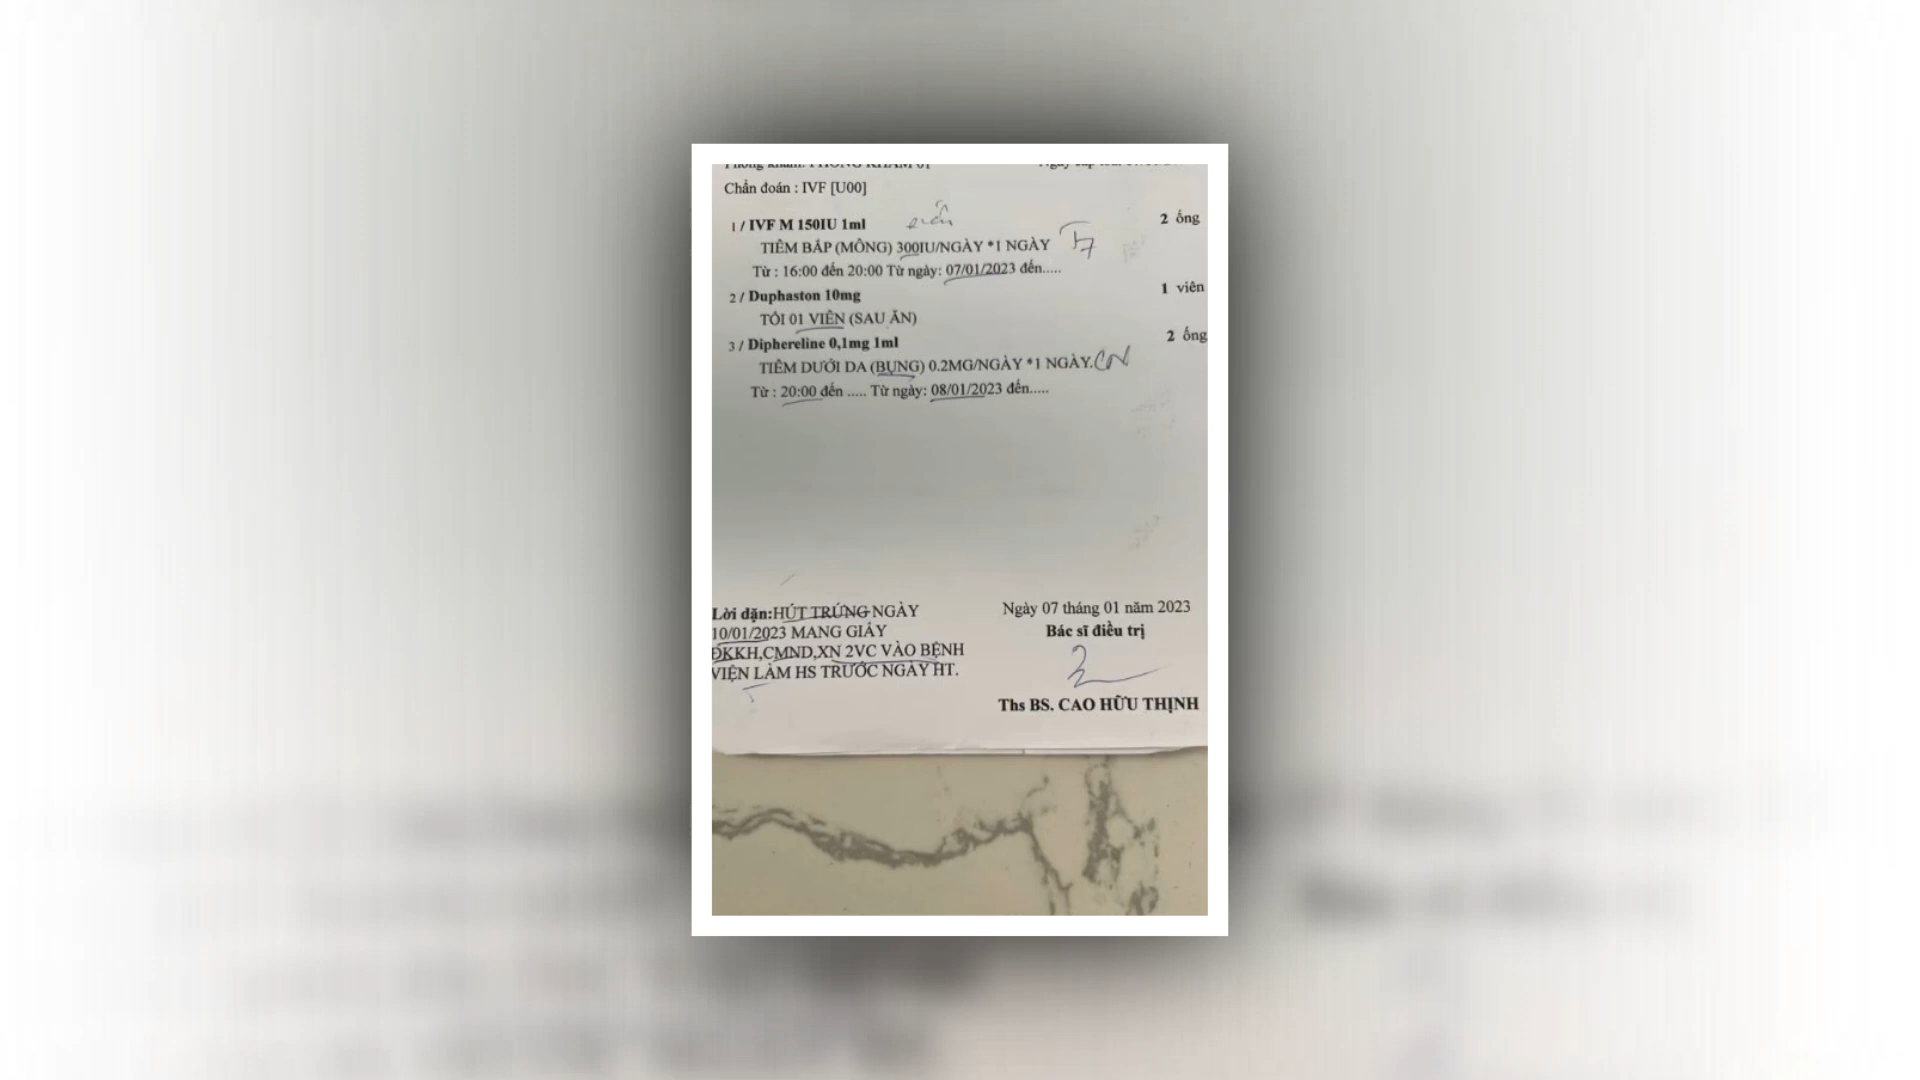 Chẩn đoán : IVF [U00]
1 / IVF M 150IU 1ml 2 ống
TIÊM BẮP (MÔNG) 300IU/NGÀY *1 NGÀY T7
Từ : 16:00 đến 20:00 Từ ngày: 07/01/2023 đến.....
2 / Duphaston 10mg 1 viên
TỐI 01 VIÊN (SAU ĂN)
3 / Diphereline 0,1mg 1ml 2 ống
TIÊM DƯỚI DA (BỤNG) 0.2MG/NGÀY *1 NGÀY. CN
Từ : 20:00 đến ..... Từ ngày: 08/01/2023 đến.....
Lời dặn:HÚT TRỨNG NGÀY
10/01/2023 MANG GIẤY
ĐKKH,CMND,XN 2VC VÀO BỆNH
VIỆN LÀM HS TRƯỚC NGÀY HT.
Ngày 07 tháng 01 năm 2023
Bác sĩ điều trị
Ths BS. CAO HỮU THỊNH